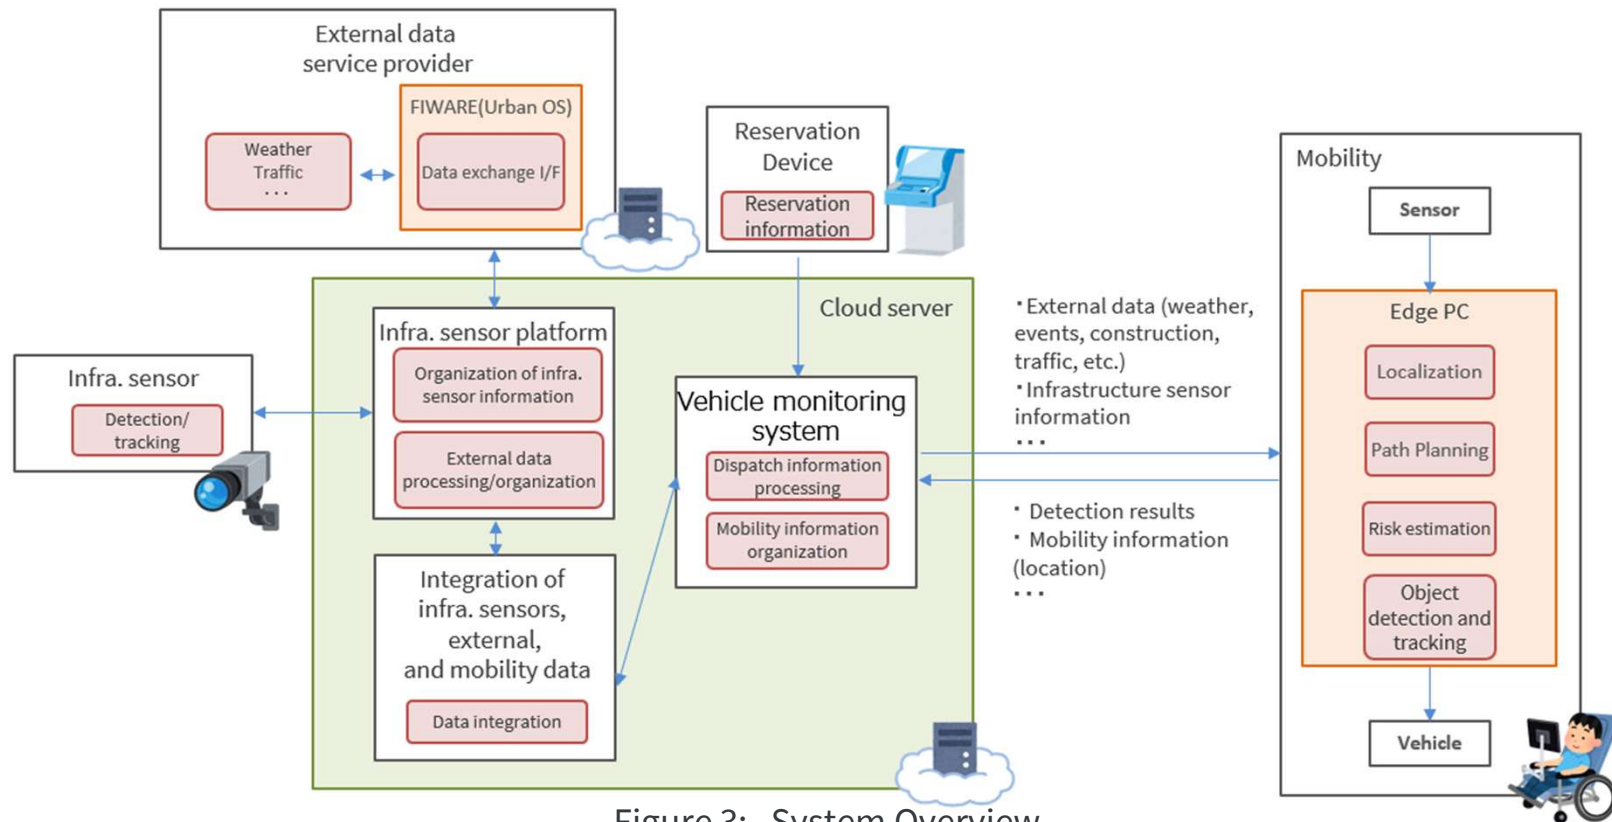 External data
service provider
FIWARE(Urban OS)
Weather
Traffic
・・・
Data exchange I/F
Reservation
Device
Reservation
information
Mobility
Sensor
Edge PC
Localization
Path Planning
Risk estimation
Object
detection and
tracking
Vehicle
Cloud server
Infra. sensor platform
Organization of infra.
sensor information
External data
processing/organization
Infra. sensor
Detection/
tracking
Vehicle monitoring
system
Dispatch information
processing
Mobility information
organization
Integration of
infra. sensors,
external,
and mobility data
Data integration
・External data (weather,
events, construction,
traffic, etc.)
・Infrastructure sensor
information
・・・
・ Detection results
・ Mobility information
(location)
・・・
Figure 3: System Overview